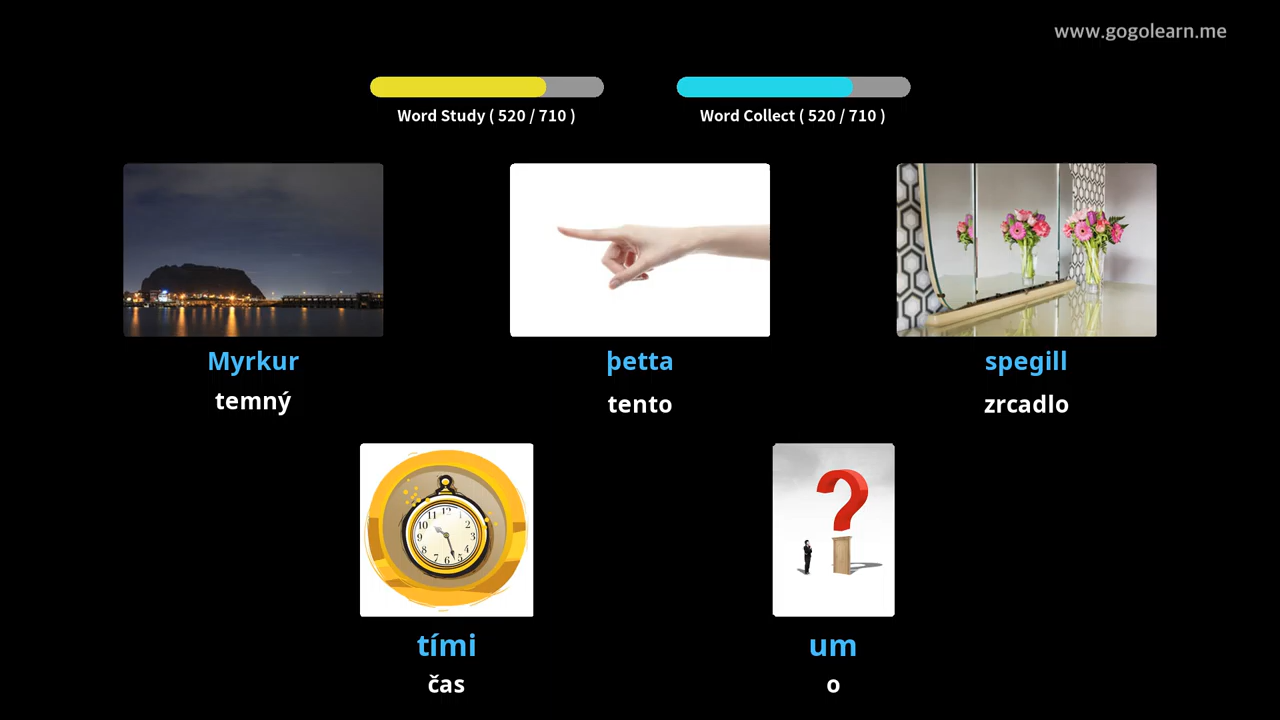 www.gogolearn.me
Word Study ( 520 / 710 )
Word Collect ( 520 / 710 )
Myrkur
þetta
spegill
temný
tento
zrcadlo
tími
um
čas
o